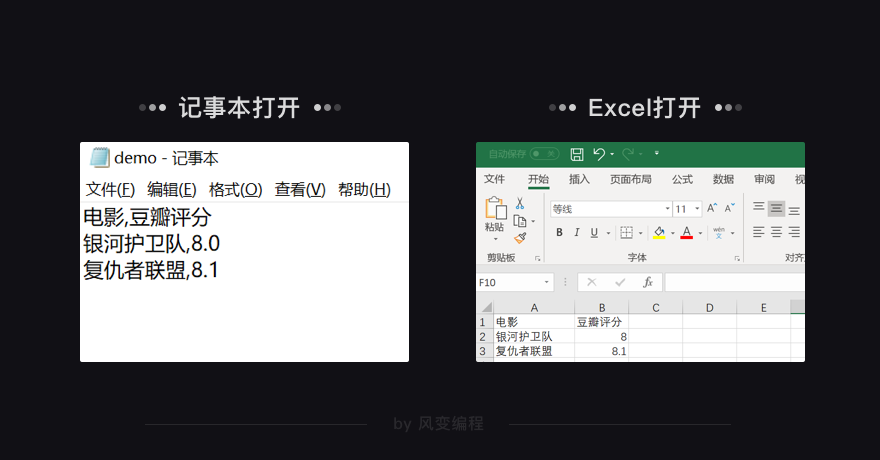 记事本打开
demo - 记事本
文件(F) 编辑(E) 格式(O) 查看(V) 帮助(H)
电影,豆瓣评分
银河护卫队,8.0
复仇者联盟,8.1
Excel打开
自动保存
文件 开始 插入 页面布局 公式 数据 审阅
等线 11 A A
粘贴
B I U A wén 文
剪贴板 字体
F10 fx
A B C D E
1 电影 豆瓣评分
2 银河护卫队 8
3 复仇者联盟 8.1
by 风变编程